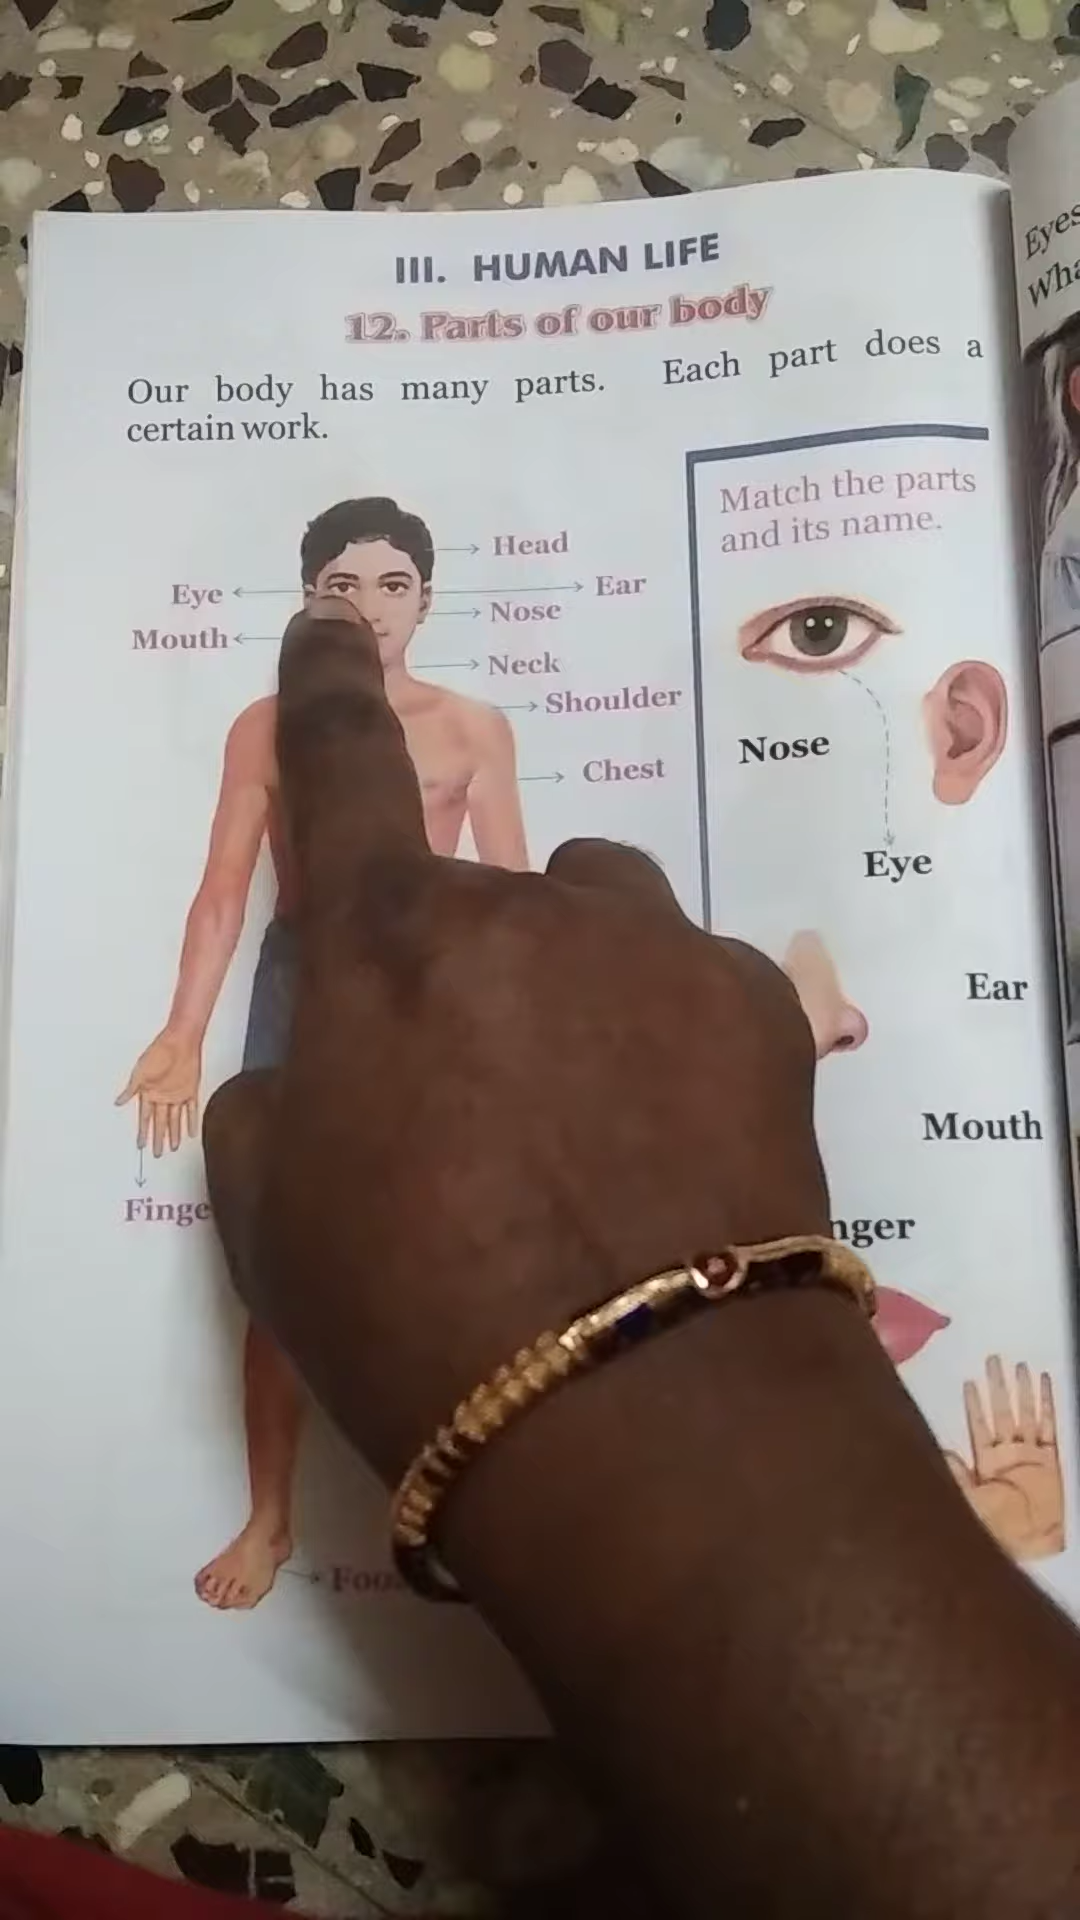 III. HUMAN LIFE
12. Parts of our body
Our body has many parts. Each part does a
certain work.
Head
Eye
Ear
Nose
Mouth
Neck
Shoulder
Chest
Match the parts
and its name.
Nose
Eye
Ear
Mouth
Eyes